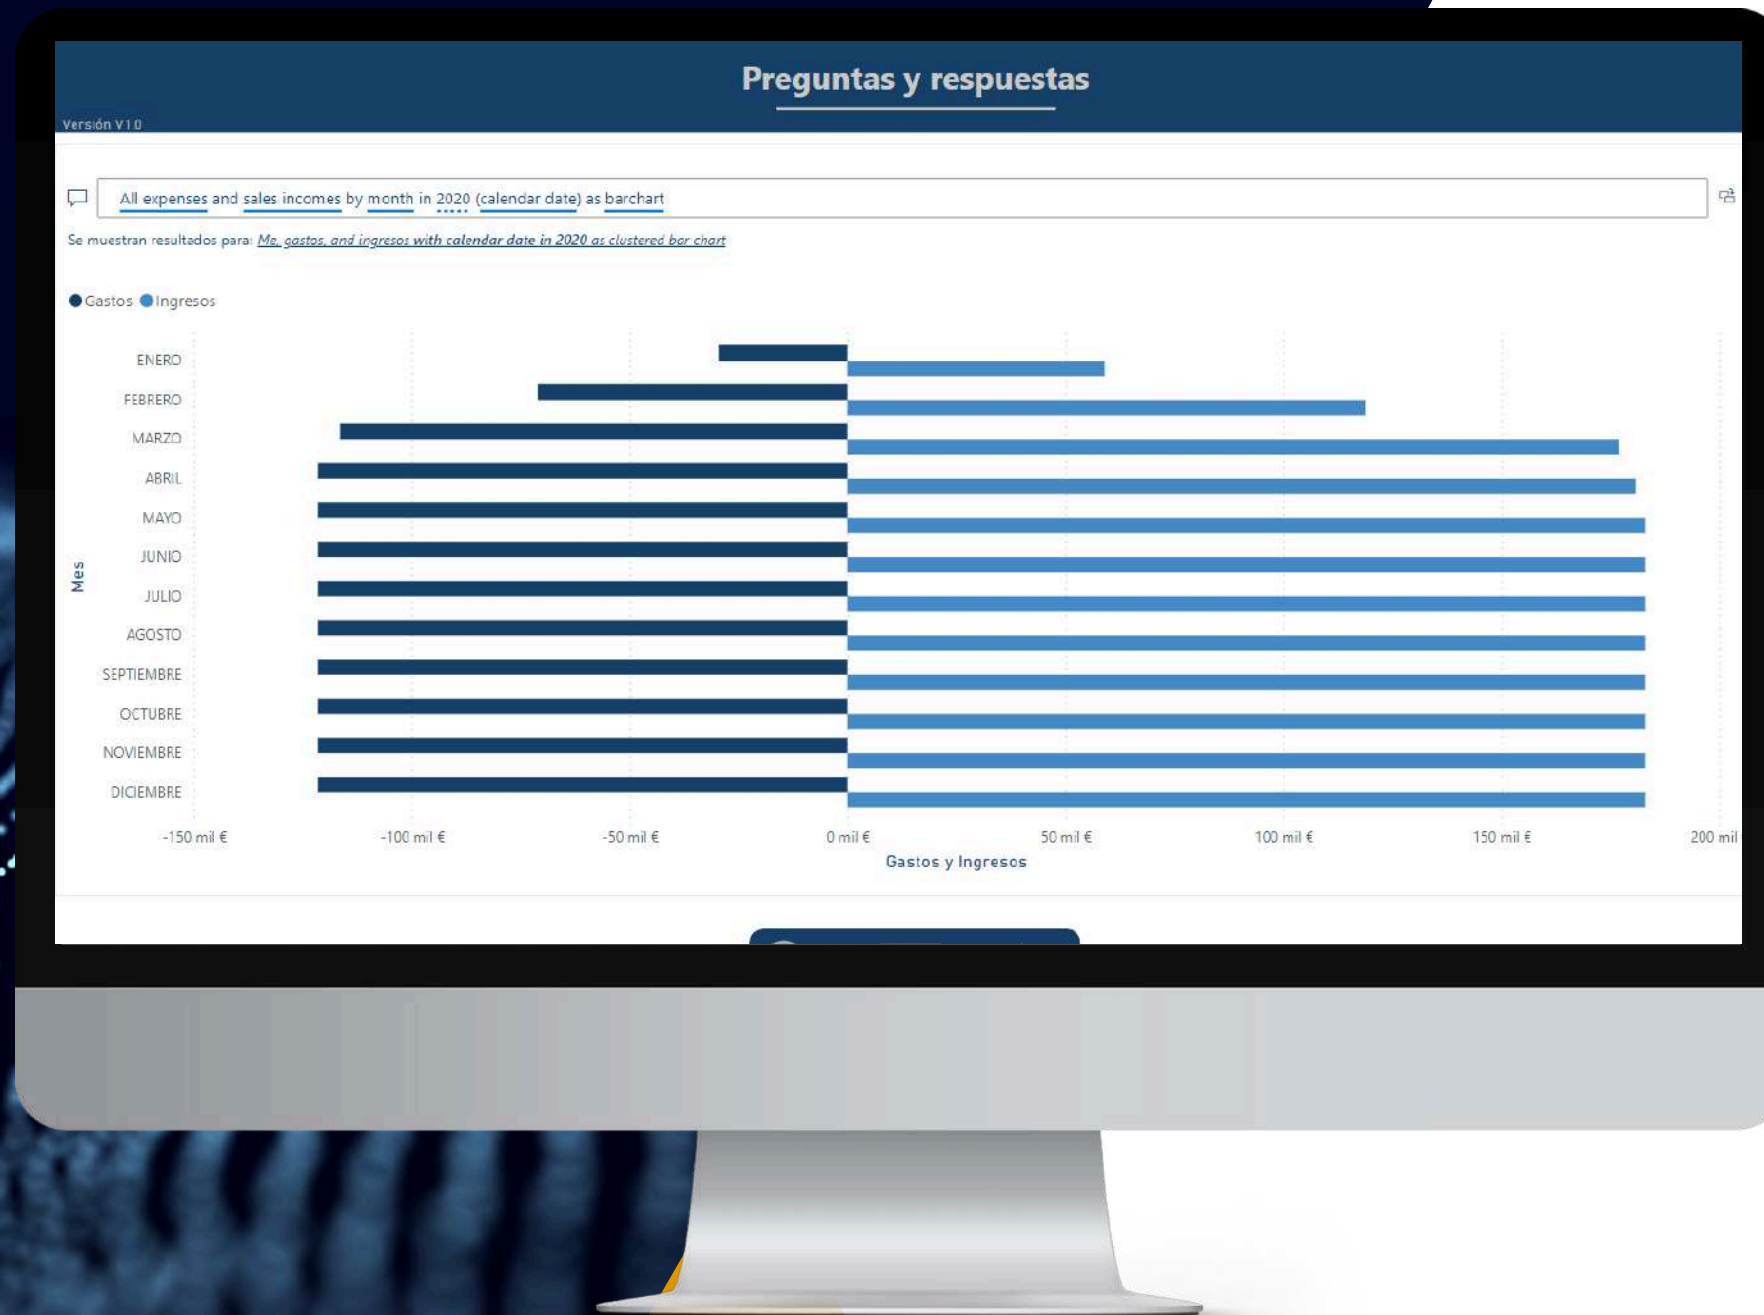 Preguntas y respuestas
Versión V1.0
All expenses and sales incomes by month in 2020 (calendar date) as barchart
Se muestran resultados para: Me, gastos, and ingresos with calendar date in 2020 as clustered bar chart
Gastos Ingresos
ENERO
FEBRERO
MARZO
ABRIL
MAYO
JUNIO
JULIO
AGOSTO
SEPTIEMBRE
OCTUBRE
NOVIEMBRE
DICIEMBRE
Mes
-150 mil € -100 mil € -50 mil € 0 mil € 50 mil € 100 mil € 150 mil € 200 mil
Gastos y Ingresos